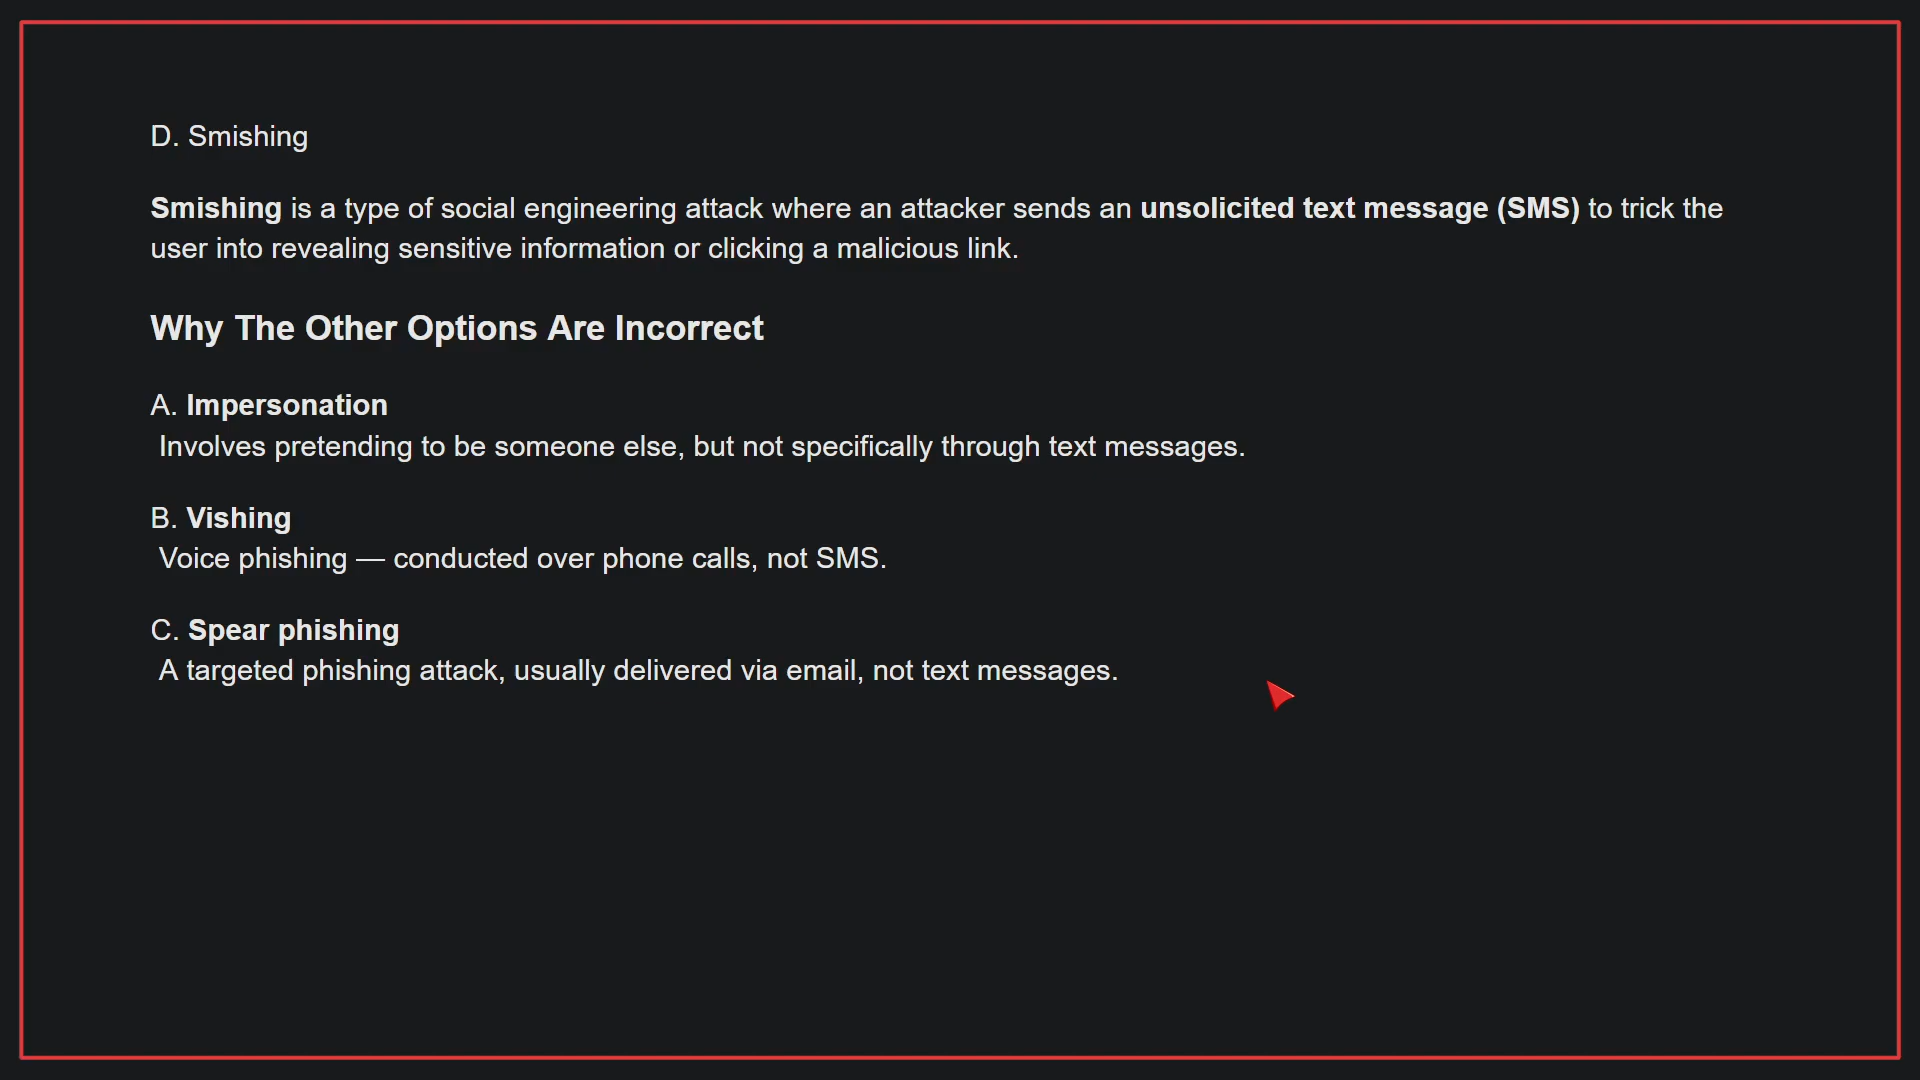 D. Smishing
Smishing is a type of social engineering attack where an attacker sends an unsolicited text message (SMS) to trick the
user into revealing sensitive information or clicking a malicious link.
Why The Other Options Are Incorrect
A. Impersonation
Involves pretending to be someone else, but not specifically through text messages.
B. Vishing
Voice phishing — conducted over phone calls, not SMS.
C. Spear phishing
A targeted phishing attack, usually delivered via email, not text messages.